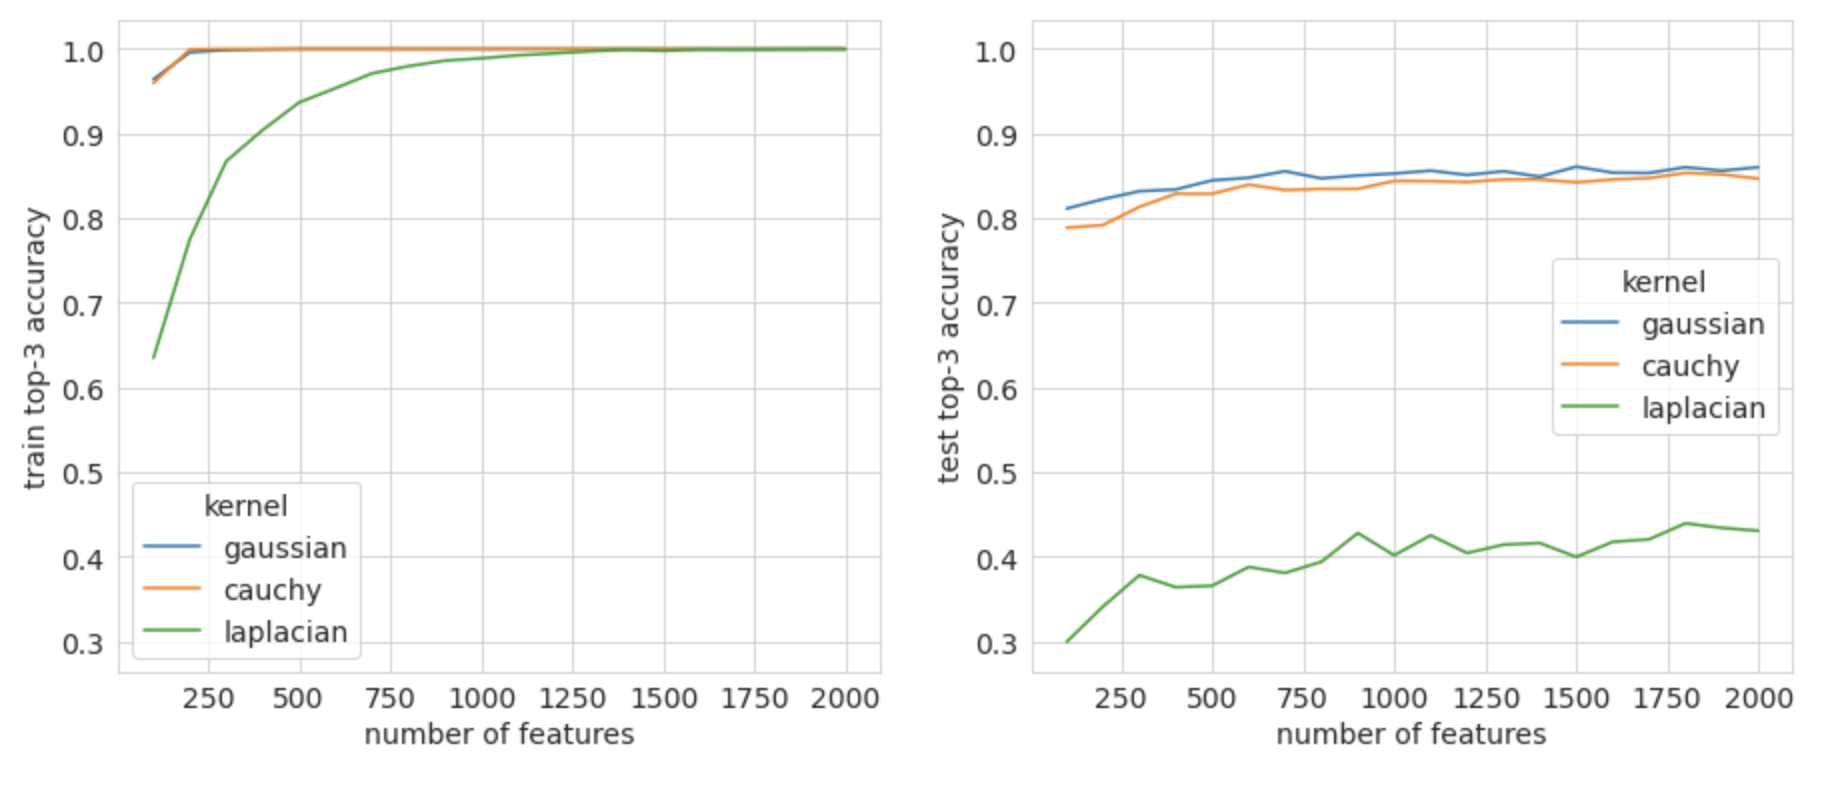 train top-3 accuracy
1.0
0.9
0.8
0.7
0.6
0.5
0.4
0.3
kernel
gaussian
cauchy
laplacian
250 500 750 1000 1250 1500 1750 2000
number of features
test top-3 accuracy
1.0
0.9
0.8
0.7
0.6
0.5
0.4
0.3
kernel
gaussian
cauchy
laplacian
250 500 750 1000 1250 1500 1750 2000
number of features